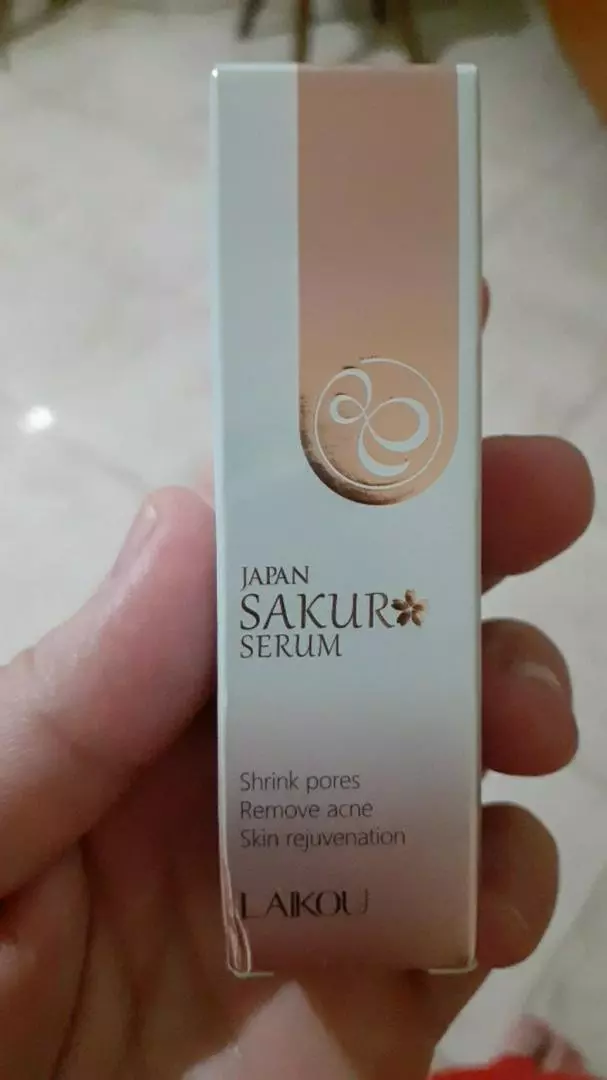 JAPAN
SAKUR
SERUM
Shrink pores
Remove acne
Skin rejuvenation
LAIKOU